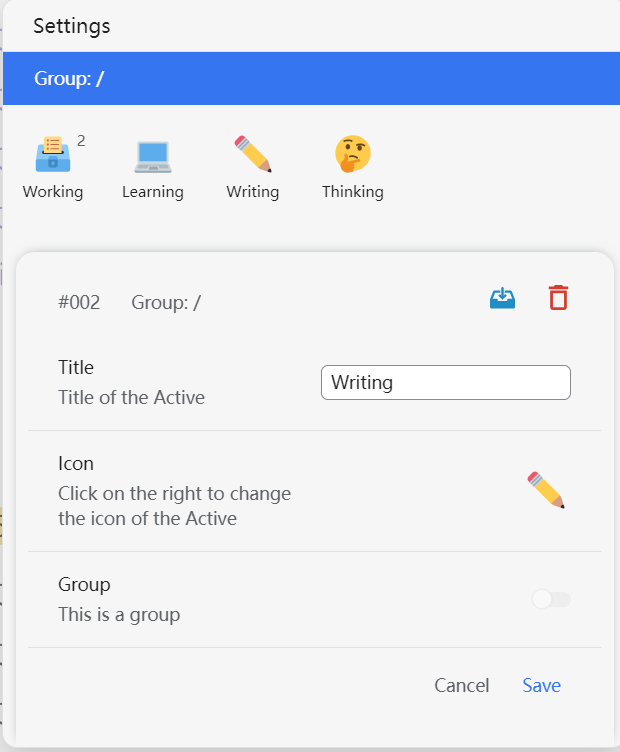 Settings
Group: /
2
Working
Learning
Writing
Thinking
#002 Group: /
Title
Title of the Active
Writing
Icon
Click on the right to change
the icon of the Active
Group
This is a group
Cancel
Save